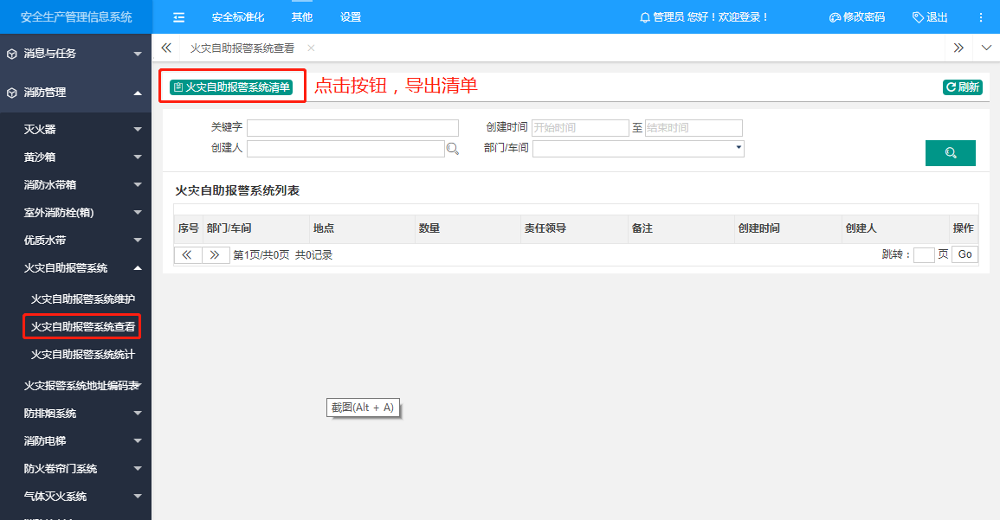 安全生产管理信息系统
安全标准化 其他 设置
管理员 您好！欢迎登录！ 修改密码 退出
火灾自助报警系统查看
消息与任务
消防管理
灭火器
黄沙箱
消防水带箱
室外消防栓(箱)
优质水带
火灾自助报警系统
火灾自助报警系统维护
火灾自助报警系统查看
火灾自助报警系统统计
火灾报警系统地址编码表
防排烟系统
消防电梯
防火卷帘门系统
气体灭火系统
火灾自助报警系统清单 点击按钮，导出清单 刷新
关键字 创建时间 开始时间 至 结束时间
创建人 部门/车间
火灾自助报警系统列表
序号 部门/车间 地点 数量 责任领导 备注 创建时间 创建人 操作
第1页/共0页 共0记录 跳转： 页 Go
截图(Alt + A)